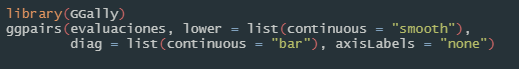 library(GGally)
ggpairs(evaluaciones, lower = list(continuous = "smooth"),
        diag = list(continuous = "bar"), axisLabels = "none")